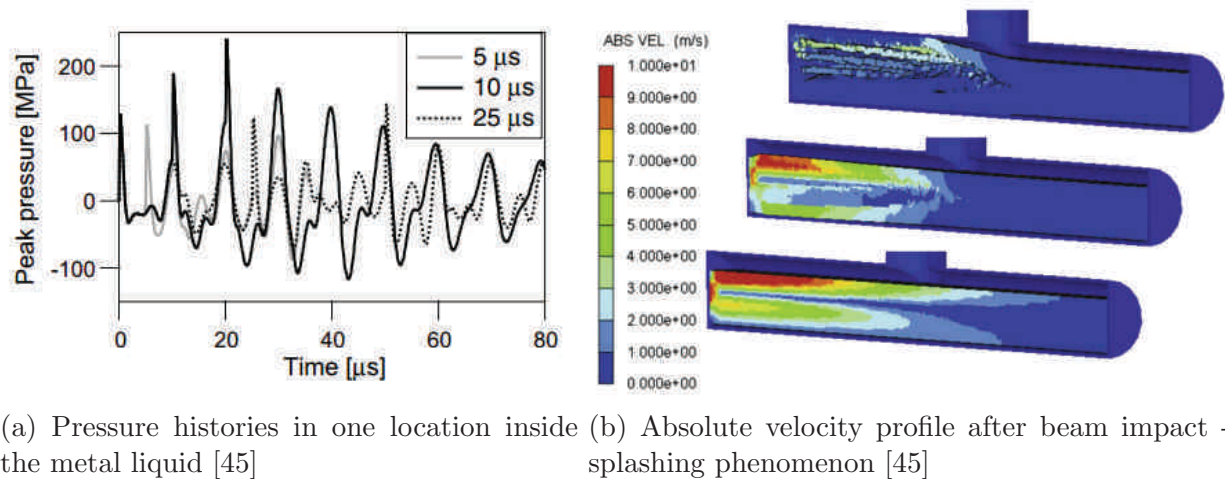 200
100
0
-100
Peak pressure [MPa]
0
20
40
60
80
Time [μs]
5 μs
10 μs
25 μs
ABS VEL (m/s)
1.000e+01
9.000e+00
8.000e+00
7.000e+00
6.000e+00
5.000e+00
4.000e+00
3.000e+00
2.000e+00
1.000e+00
0.000e+00
(a) Pressure histories in one location inside
the metal liquid [45]
(b) Absolute velocity profile after beam impact -
splashing phenomenon [45]